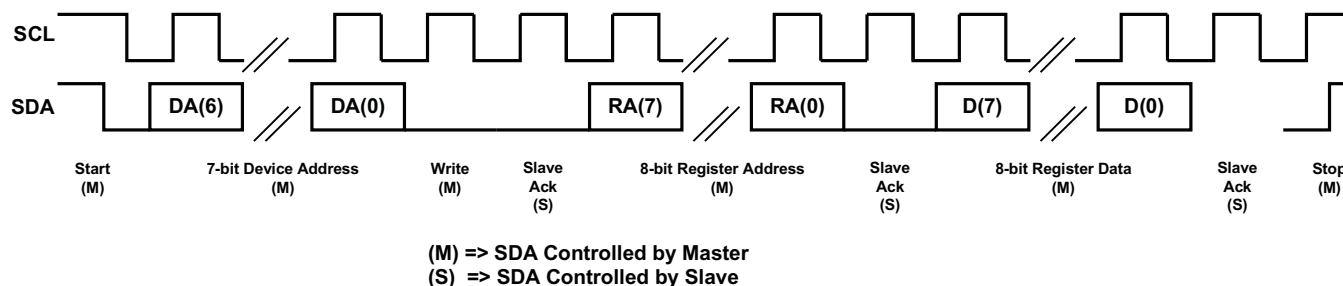 SCL
SDA
DA(6) DA(0) RA(7) RA(0) D(7) D(0)
Start (M)
7-bit Device Address (M)
Write (M)
Slave Ack (S)
8-bit Register Address (M)
Slave Ack (S)
8-bit Register Data (M)
Slave Ack (S)
Stop (M)
(M) => SDA Controlled by Master
(S) => SDA Controlled by Slave